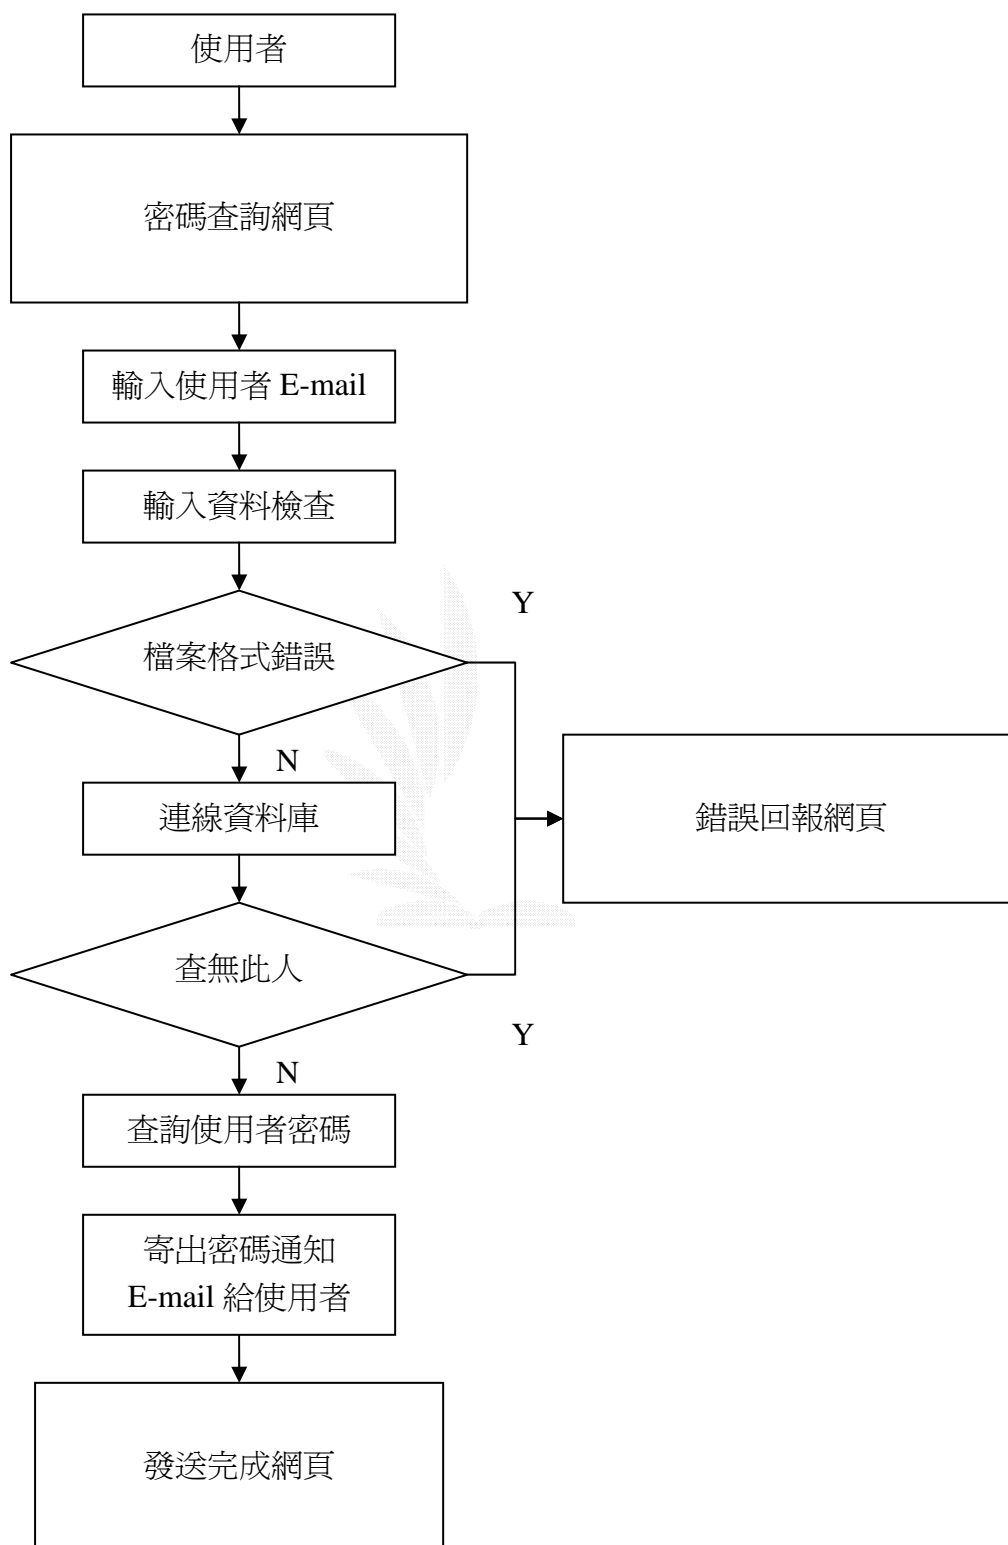 使用者
密碼查詢網頁
輸入使用者 E-mail
輸入資料檢查
Y
檔案格式錯誤
N
連線資料庫
錯誤回報網頁
查無此人
Y
N
查詢使用者密碼
寄出密碼通知
E-mail 給使用者
發送完成網頁